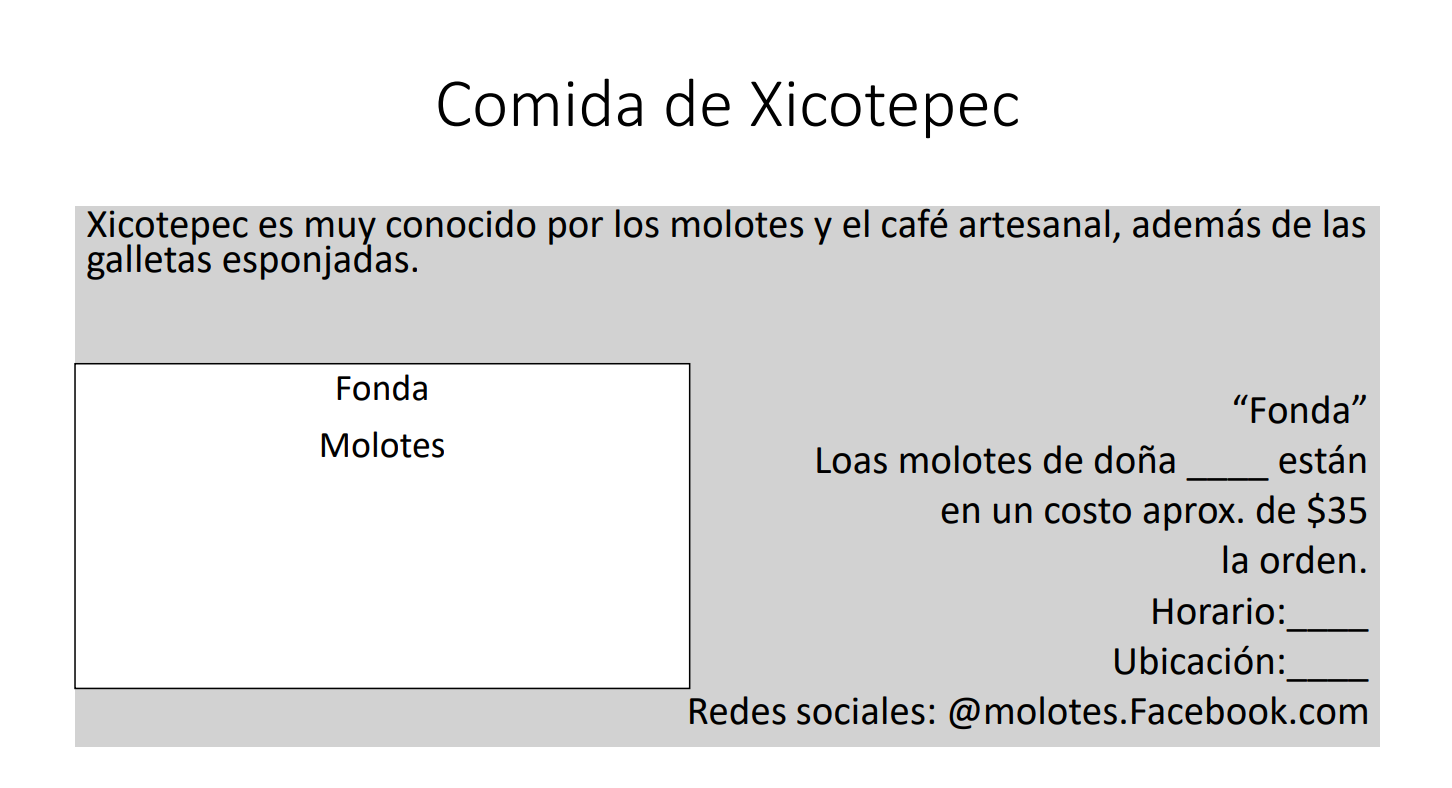 Comida de Xicotepec
Xicotepec es muy conocido por los molotes y el café artesanal, además de las
galletas esponjadas.
Fonda
Molotes
“Fonda”
Loas molotes de doña ____ están
en un costo aprox. de $35
la orden.
Horario:____
Ubicación:____
Redes sociales: @molotes.Facebook.com